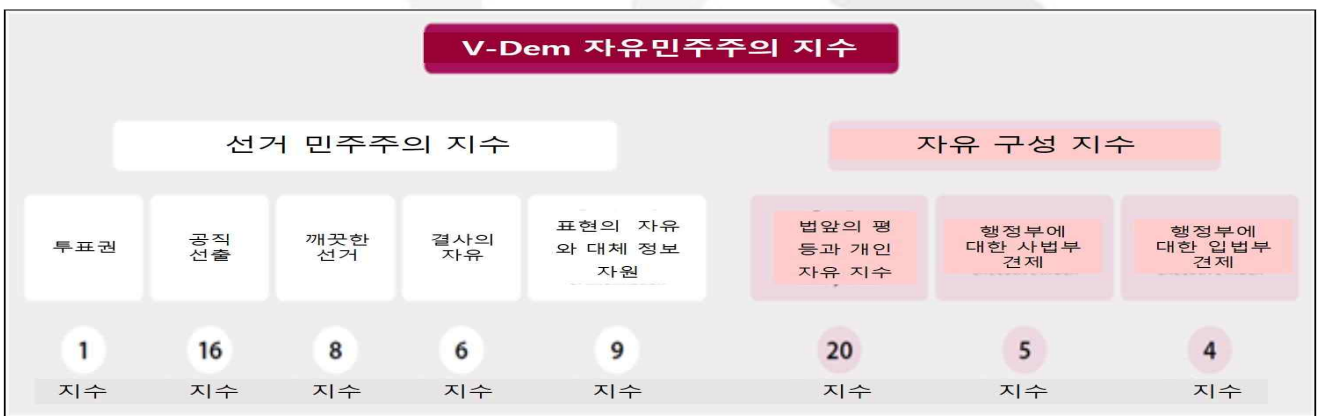 V-Dem 자유민주주의 지수
선거 민주주의 지수
자유 구성 지수
투표권
공직
선출
깨끗한
선거
결사의
자유
표현의 자유
와 대체 정보
자원
법앞의 평
등과 개인
자유 지수
행정부에
대한 사법부
견제
행정부에
대한 입법부
견제
1
16
8
6
9
20
5
4
지수
지수
지수
지수
지수
지수
지수
지수